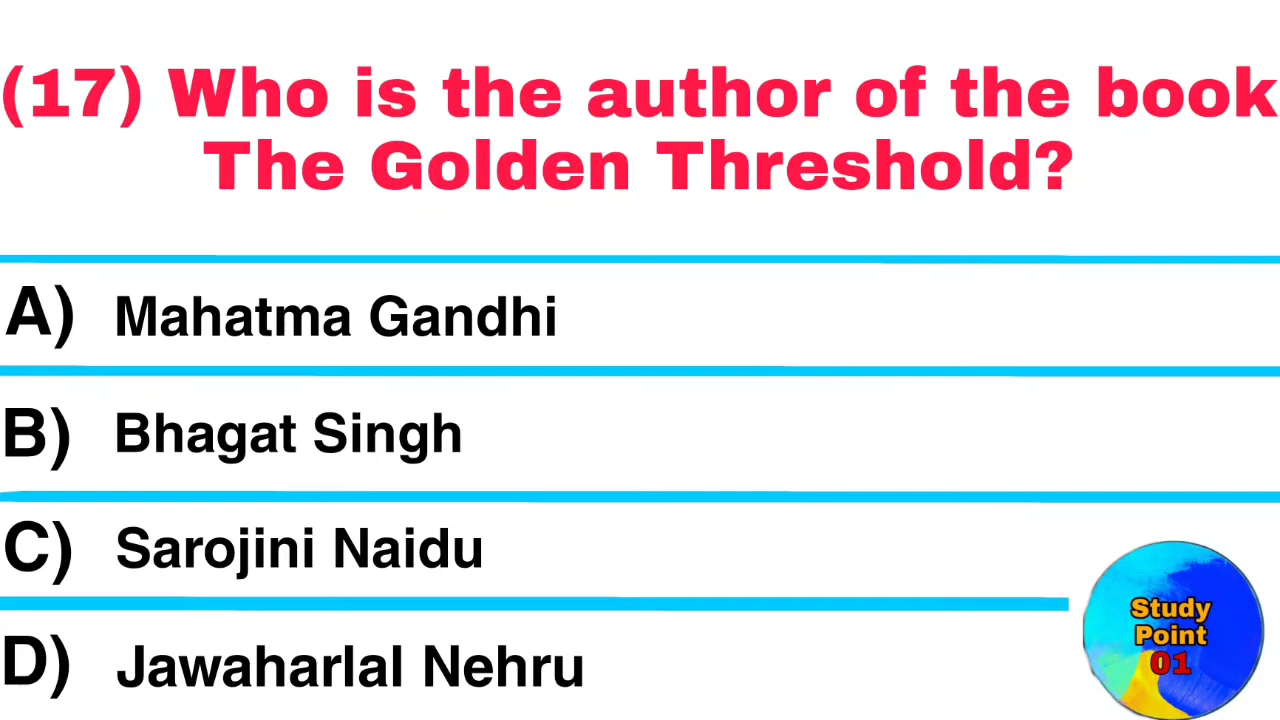 (17) Who is the author of the book
The Golden Threshold?
A) Mahatma Gandhi
B) Bhagat Singh
C) Sarojini Naidu
D) Jawaharlal Nehru
Study
Point
01